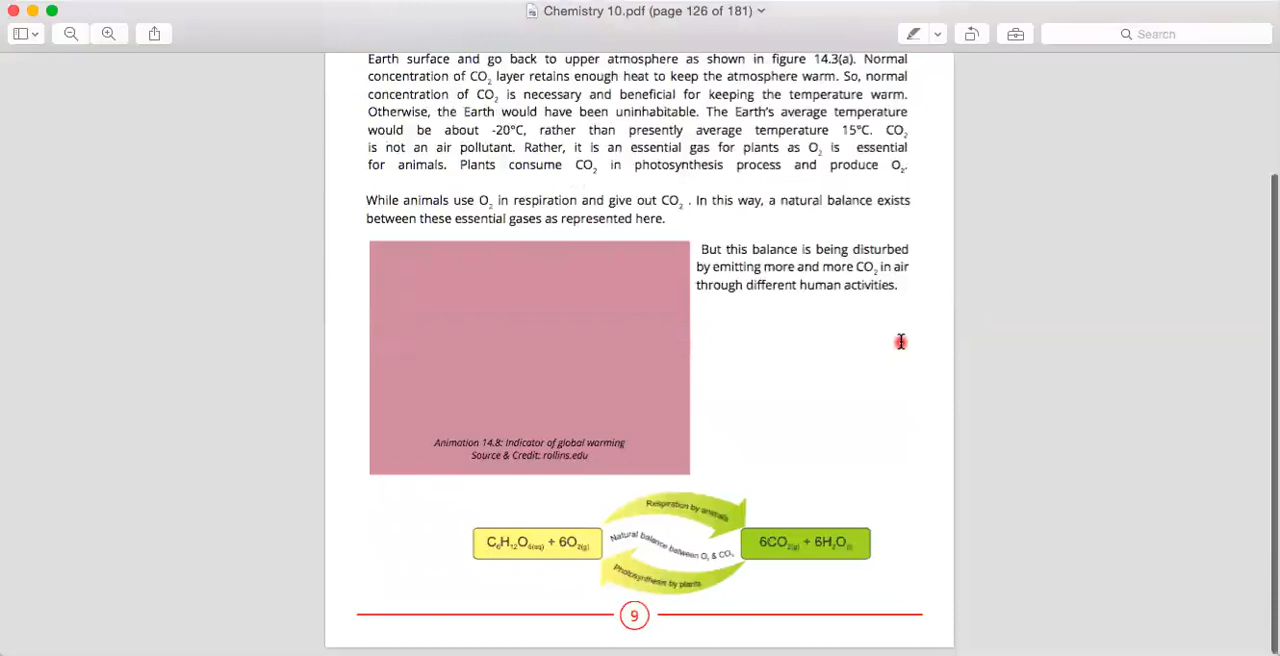 Chemistry 10.pdf (page 126 of 181)
Search
Earth surface and go back to upper atmosphere as shown in figure 14.3(a). Normal
concentration of CO₂ layer retains enough heat to keep the atmosphere warm. So, normal
concentration of CO₂ is necessary and beneficial for keeping the temperature warm.
Otherwise, the Earth would have been uninhabitable. The Earth's average temperature
would be about -20°C, rather than presently average temperature 15°C. CO₂
is not an air pollutant. Rather, it is an essential gas for plants as O₂ is essential
for animals. Plants consume CO₂ in photosynthesis process and produce O₂.
While animals use O₂ in respiration and give out CO₂ . In this way, a natural balance exists
between these essential gases as represented here.
But this balance is being disturbed
by emitting more and more CO₂ in air
through different human activities.
Animation 14.8: Indicator of global warming
Source & Credit: rollins.edu
Respiration by animals
C₆H₁₂O₆(aq) + 6O₂(g)
Natural balance between O₂ & CO₂
6CO₂(g) + 6H₂O(l)
Photosynthesis by plants
9